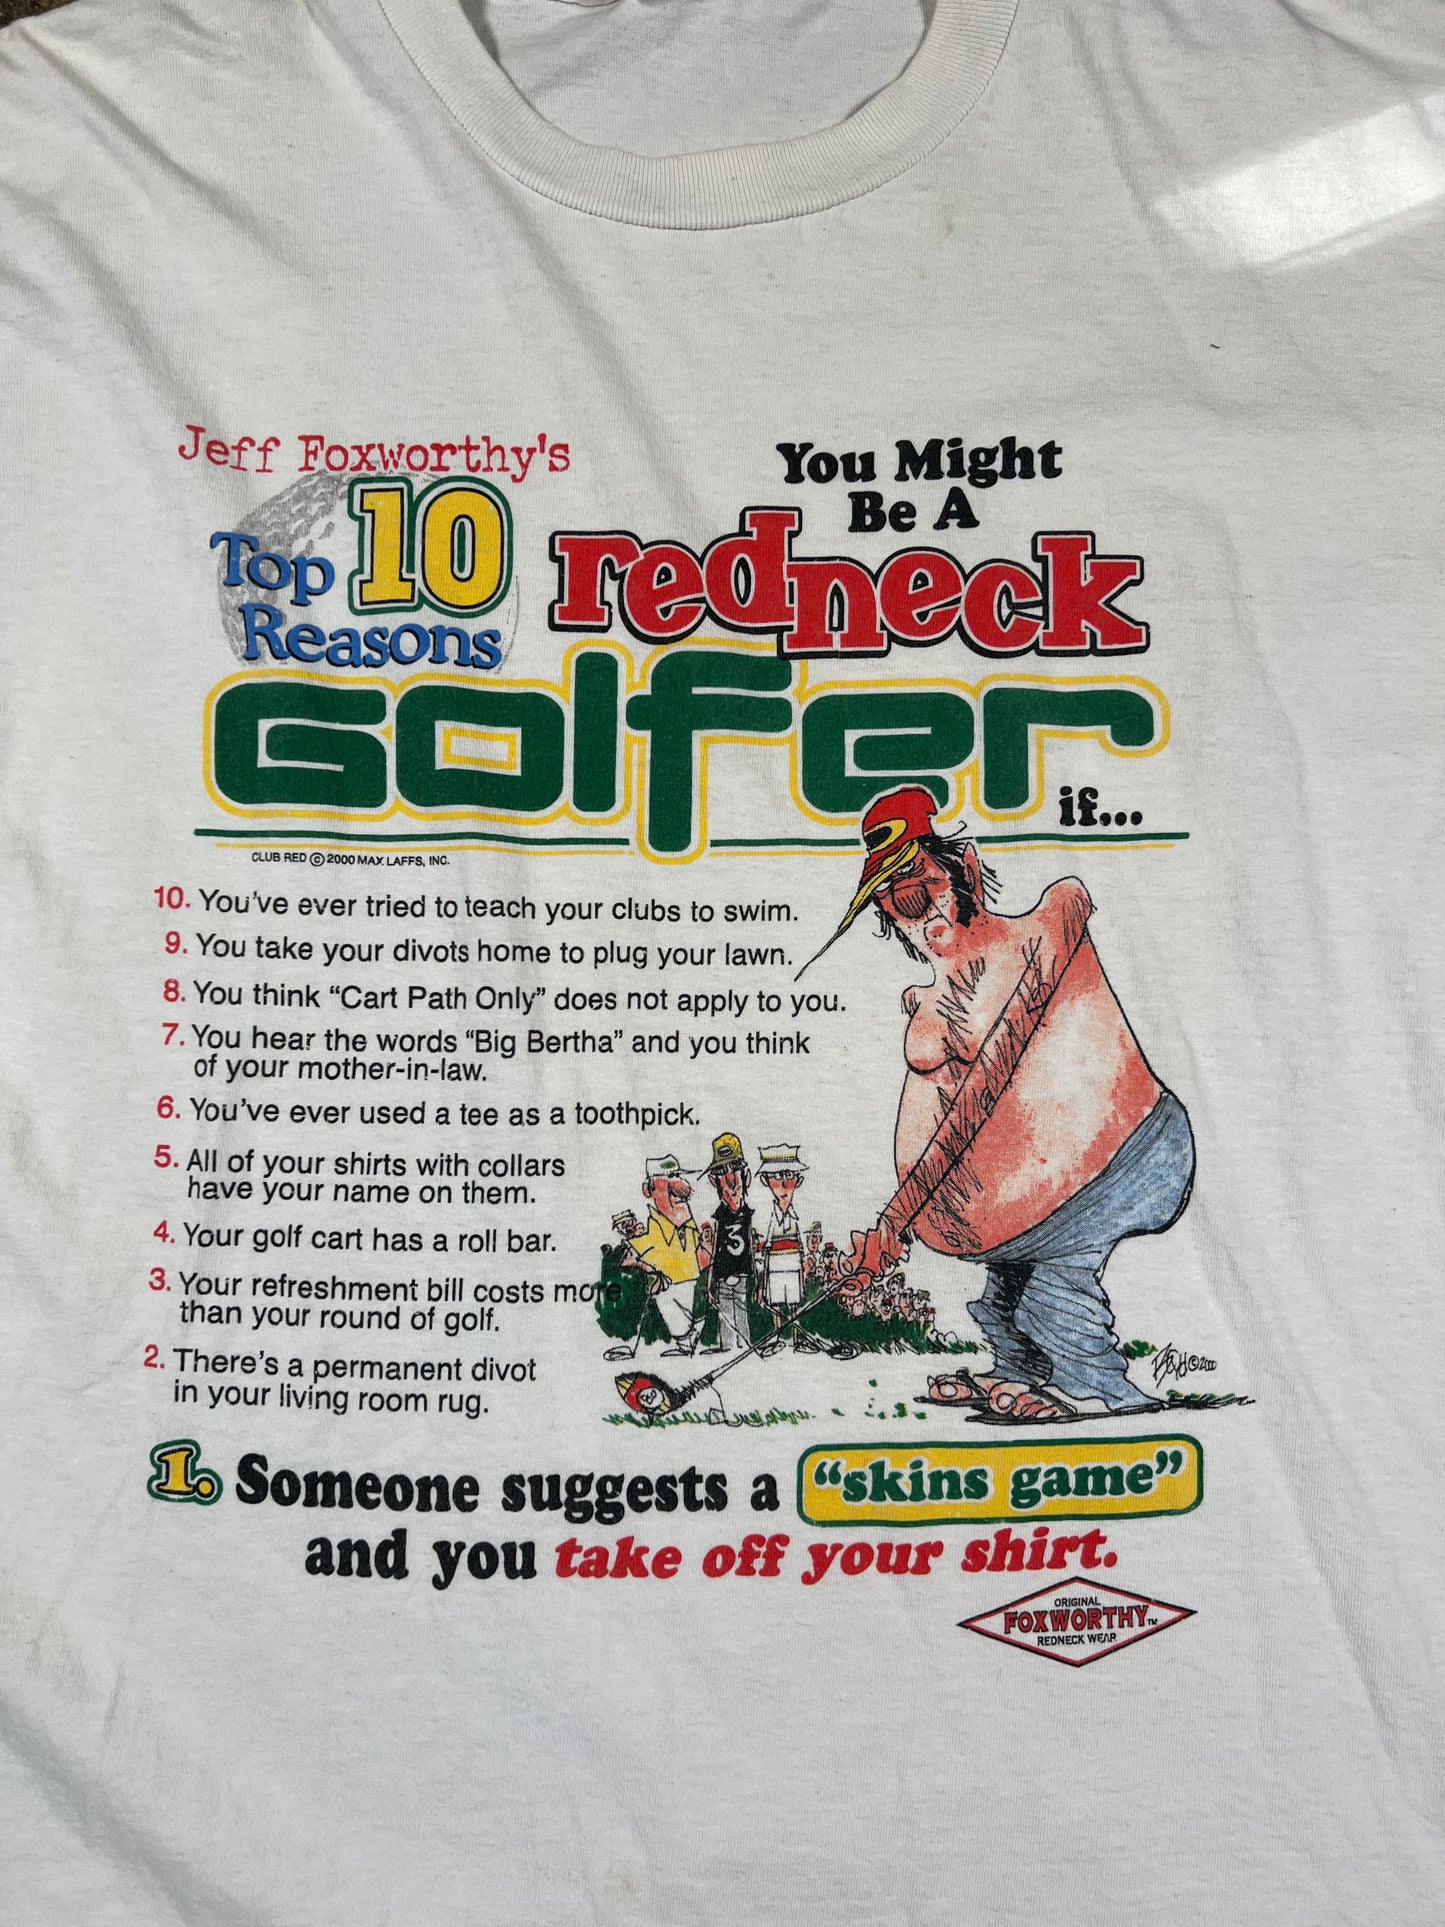 Jeff Foxworthy's
Top 10
Reasons
You Might
Be A
redneck
GOLFER
if...
CLUB RED © 2000 MAX LAFFS, INC.
10. You've ever tried to teach your clubs to swim.
9. You take your divots home to plug your lawn.
8. You think “Cart Path Only” does not apply to you.
7. You hear the words “Big Bertha” and you think
of your mother-in-law.
6. You've ever used a tee as a toothpick.
5. All of your shirts with collars
have your name on them.
4. Your golf cart has a roll bar.
3. Your refreshment bill costs more
than your round of golf.
2. There's a permanent divot
in your living room rug.
3
©2000
1. Someone suggests a “skins game”
and you take off your shirt.
ORIGINAL
FOXWORTHY™
REDNECK WEAR